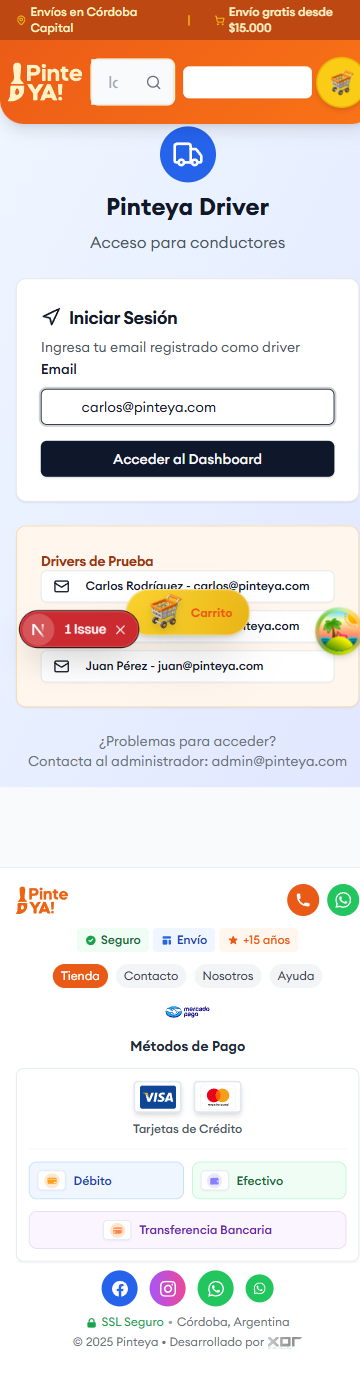 Envíos en Córdoba Capital
|
Envío gratis desde $15.000
Pinte YA!
Pinteya Driver
Acceso para conductores
Iniciar Sesión
Ingresa tu email registrado como driver
Email
carlos@pinteya.com
Acceder al Dashboard
Drivers de Prueba
Carlos Rodríguez - carlos@pinteya.com
Carrito
N 1 Issue
teya.com
Juan Pérez - juan@pinteya.com
¿Problemas para acceder?
Contacta al administrador: admin@pinteya.com
Pinte YA!
Seguro
Envío
+15 años
Tienda
Contacto
Nosotros
Ayuda
mercado pago
Métodos de Pago
VISA
Tarjetas de Crédito
Débito
Efectivo
Transferencia Bancaria
SSL Seguro • Córdoba, Argentina
© 2025 Pinteya • Desarrollado por XOR